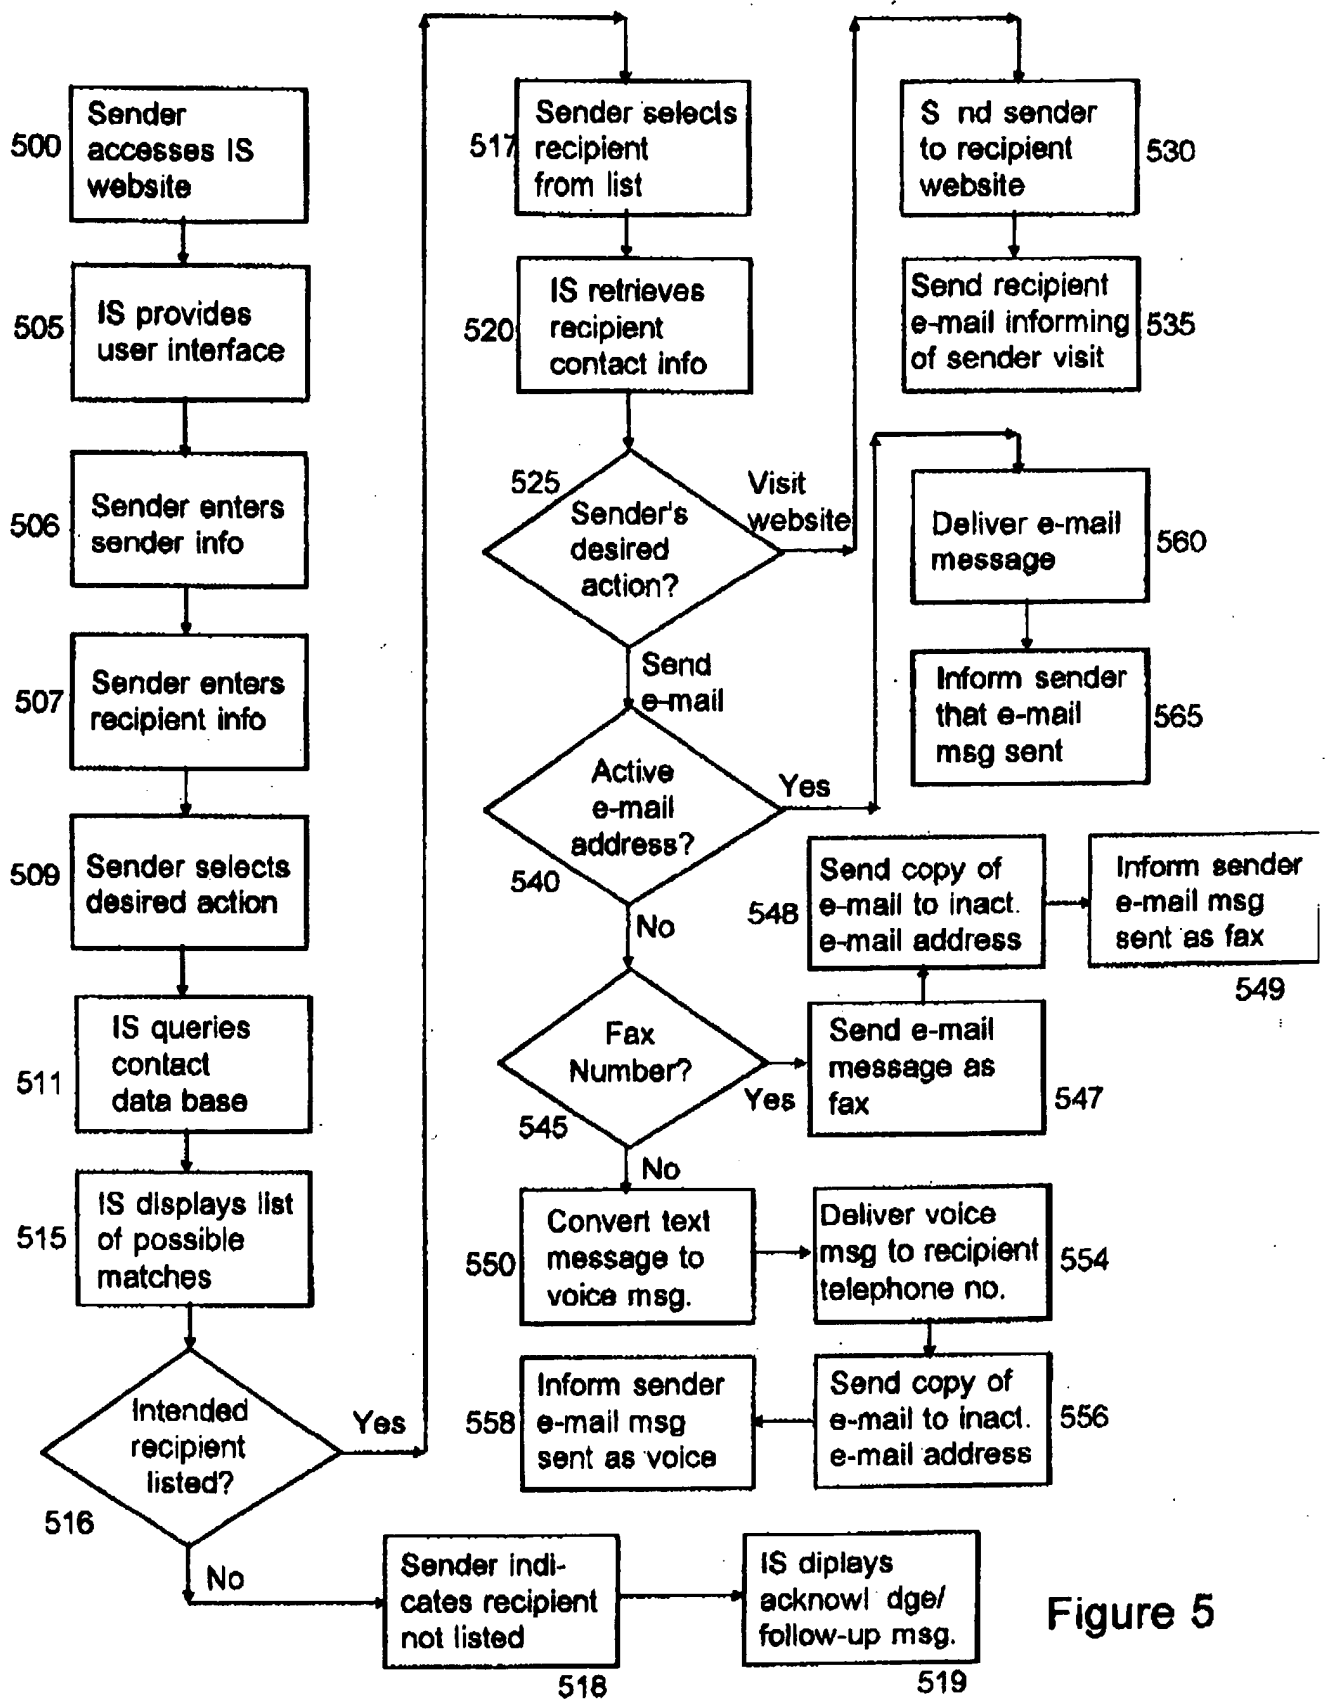 500
Sender
accesses IS
website
505
IS provides
user interface
506
Sender enters
sender info
507
Sender enters
recipient info
509
Sender selects
desired action
511
IS queries
contact
data base
515
IS displays list
of possible
matches
Intended
recipient
listed?
516
Yes
No
Sender indi-
cates recipient
not listed
518
IS diplays
acknowl dge/
follow-up msg.
519
517
Sender selects
recipient
from list
520
IS retrieves
recipient
contact info
525
Sender's
desired
action?
Visit
website
Send
e-mail
S nd sender
to recipient
website
530
Send recipient
e-mail informing
of sender visit
535
Active
e-mail
address?
540
Yes
No
Deliver e-mail
message
560
Inform sender
that e-mail
msg sent
565
Fax
Number?
545
Yes
No
Send e-mail
message as
fax
547
548
Send copy of
e-mail to inact.
e-mail address
Inform sender
e-mail msg
sent as fax
549
550
Convert text
message to
voice msg.
Deliver voice
msg to recipient
telephone no.
554
Send copy of
e-mail to inact.
e-mail address
556
558
Inform sender
e-mail msg
sent as voice
Figure 5